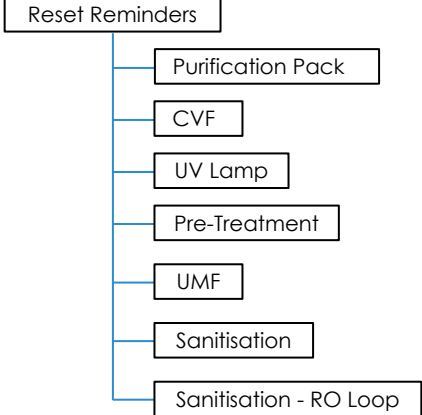 Reset Reminders
Purification Pack
CVF
UV Lamp
Pre-Treatment
UMF
Sanitisation
Sanitisation - RO Loop